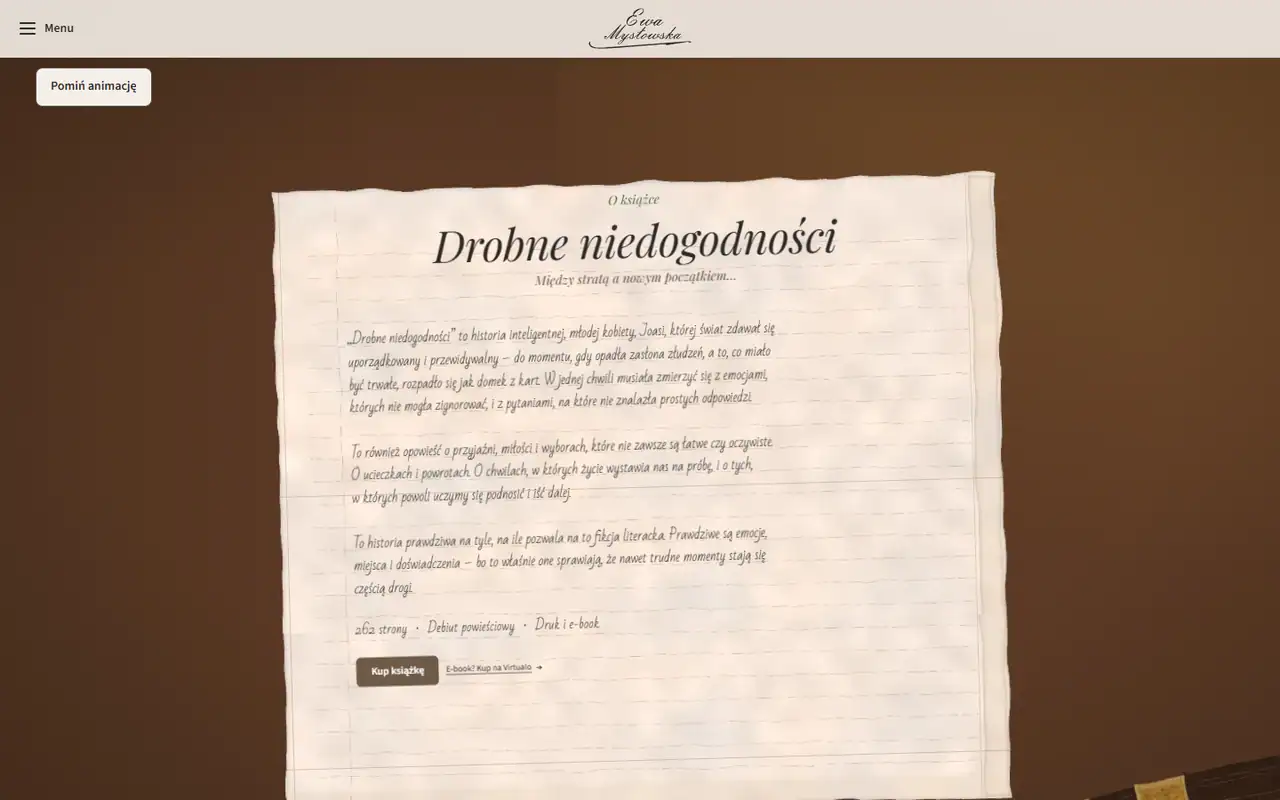 Menu
Ewa
Mysłowska
Pomiń animację
O książce
Drobne niedogodności
Między stratą a nowym początkiem...
„Drobne niedogodności” to historia inteligentnej, młodej kobiety, Joasi, której świat zdawał się
uporządkowany i przewidywalny – do momentu, gdy opadła zasłona złudzeń, a to, co miało
być trwałe, rozpadło się jak domek z kart. W jednej chwili musiała zmierzyć się z emocjami,
których nie mogła zignorować, i z pytaniami, na które nie znalazła prostych odpowiedzi.
To również opowieść o przyjaźni, miłości i wyborach, które nie zawsze są łatwe czy oczywiste.
O ucieczkach i powrotach. O chwilach, w których życie wystawia nas na próbę, i o tych,
w których powoli uczymy się podnosić i iść dalej.
To historia prawdziwa na tyle, na ile pozwala na to fikcja literacka. Prawdziwe są emocje,
miejsca i doświadczenia – bo to właśnie one sprawiają, że nawet trudne momenty stają się
częścią drogi.
262 strony · Debiut powieściowy · Druk i e-book
Kup książkę
E-book? Kup na Virtualo →